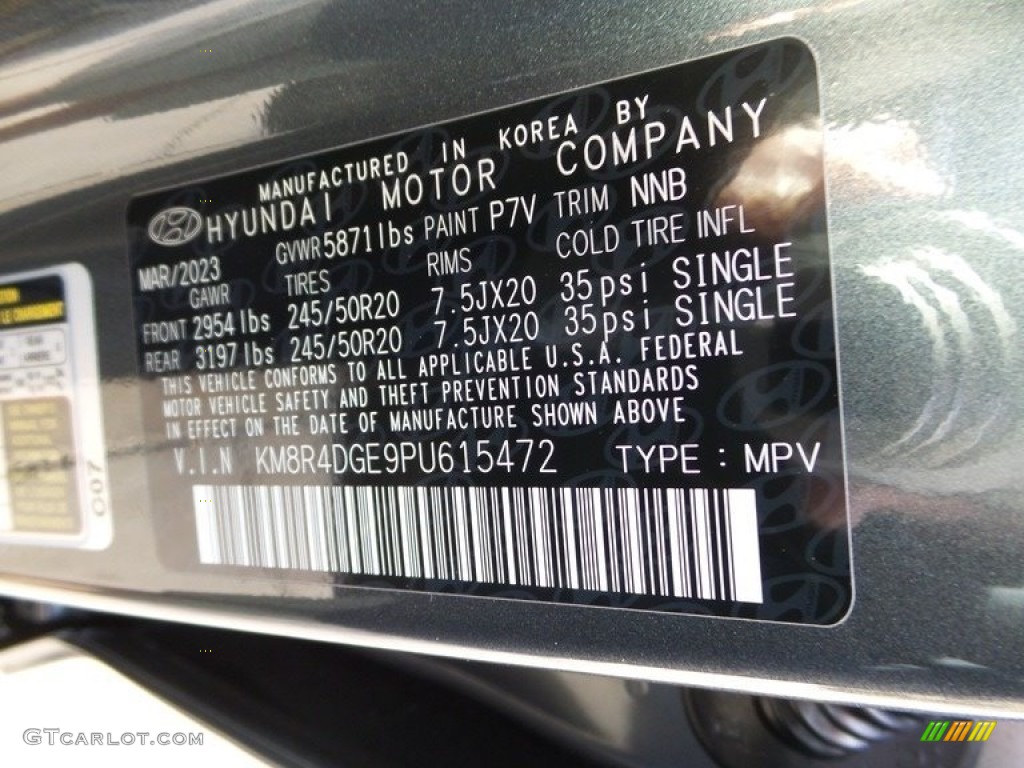 MANUFACTURED IN KOREA BY
HYUNDAI MOTOR COMPANY
MAR/2023 GVWR 5871lbs PAINT P7V TRIM NNB
GAWR TIRES RIMS COLD TIRE INFL
FRONT 2954 lbs 245/50R20 7.5JX20 35psi SINGLE
REAR 3197 lbs 245/50R20 7.5JX20 35psi SINGLE
THIS VEHICLE CONFORMS TO ALL APPLICABLE U.S.A. FEDERAL
MOTOR VEHICLE SAFETY AND THEFT PREVENTION STANDARDS
IN EFFECT ON THE DATE OF MANUFACTURE SHOWN ABOVE
V.I.N KM8R4DGE9PU615472 TYPE : MPV
007
GTCARLOT.COM